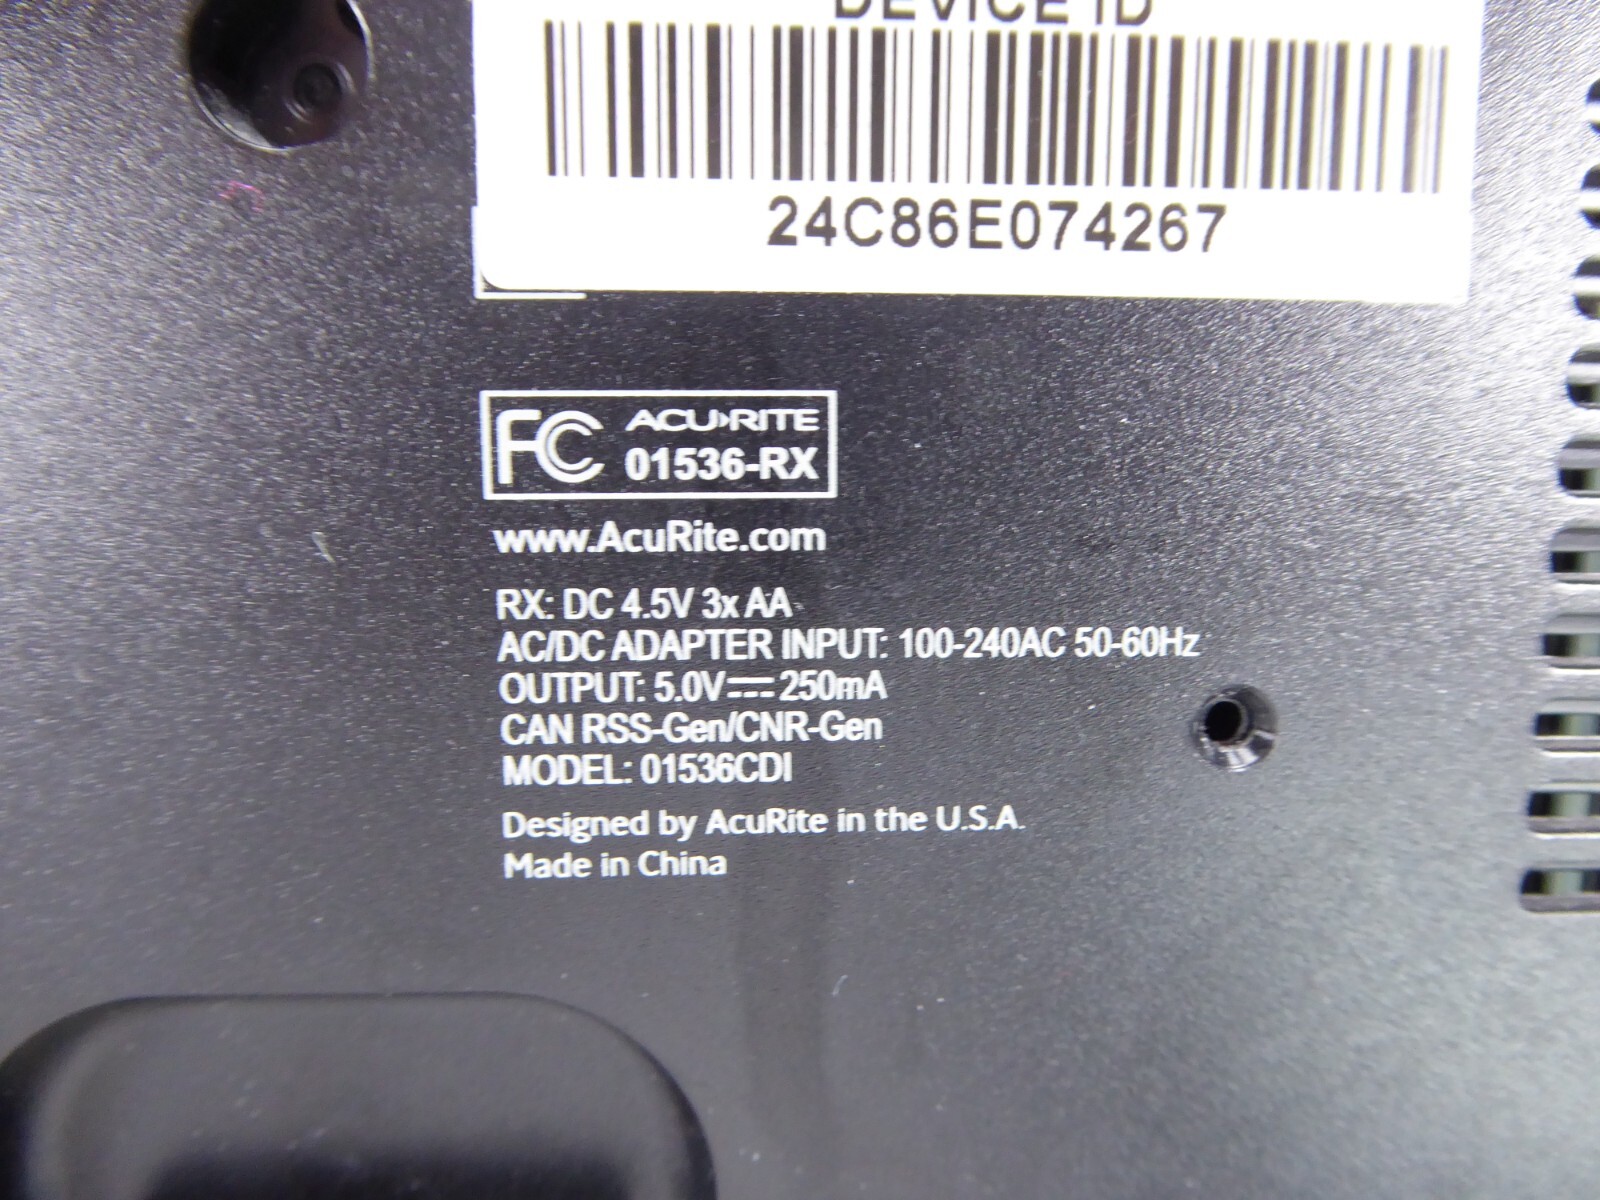 DEVICE ID
24C86E074267
FC ACU>RITE
01536-RX
www.AcuRite.com
RX: DC 4.5V 3x AA
AC/DC ADAPTER INPUT: 100-240AC 50-60Hz
OUTPUT: 5.0V⎓250mA
CAN RSS-Gen/CNR-Gen
MODEL: 01536CDI
Designed by AcuRite in the U.S.A.
Made in China